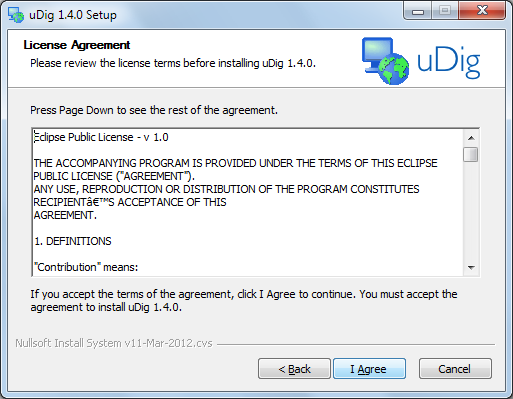 uDig 1.4.0 Setup
License Agreement
Please review the license terms before installing uDig 1.4.0.
uDig
Press Page Down to see the rest of the agreement.
Eclipse Public License - v 1.0
THE ACCOMPANYING PROGRAM IS PROVIDED UNDER THE TERMS OF THIS ECLIPSE
PUBLIC LICENSE ("AGREEMENT").
ANY USE, REPRODUCTION OR DISTRIBUTION OF THE PROGRAM CONSTITUTES
RECIPIENTâ€™S ACCEPTANCE OF THIS
AGREEMENT.
1. DEFINITIONS
"Contribution" means:
If you accept the terms of the agreement, click I Agree to continue. You must accept the
agreement to install uDig 1.4.0.
Nullsoft Install System v11-Mar-2012.cvs
< Back
I Agree
Cancel